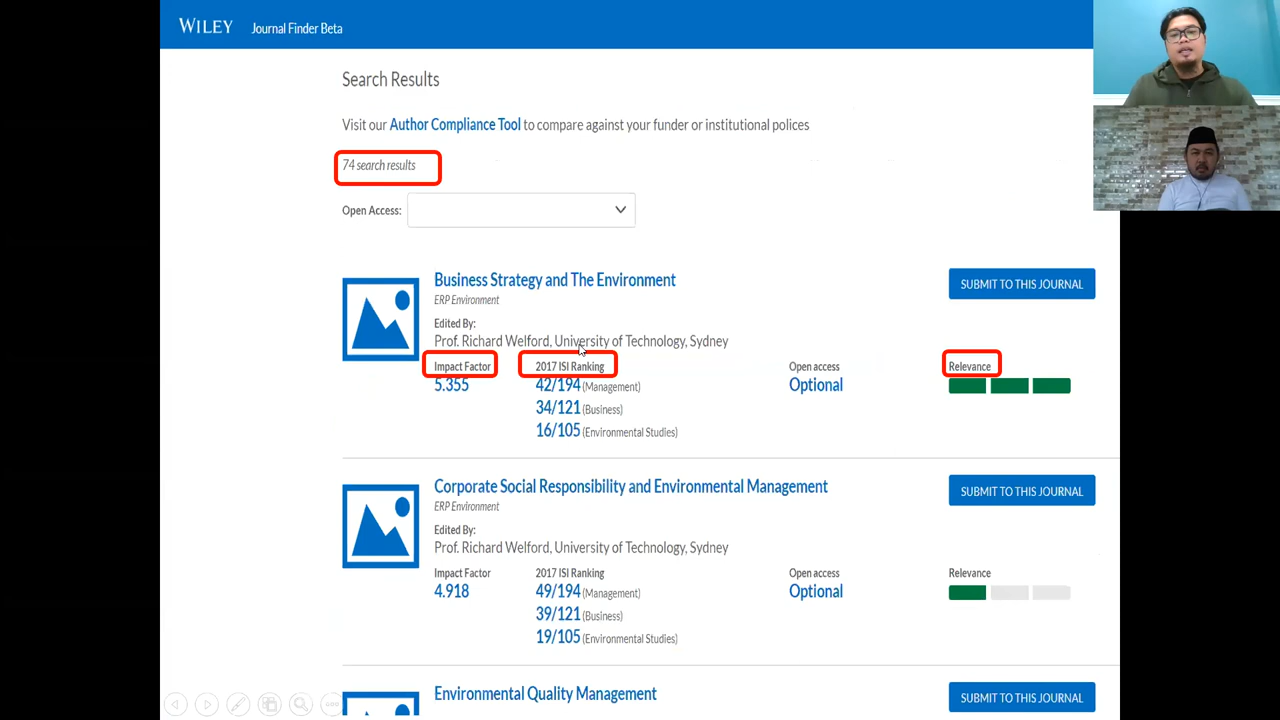 WILEY Journal Finder Beta
Search Results
Visit our Author Compliance Tool to compare against your funder or institutional polices
74 search results
Open Access:
Business Strategy and The Environment
SUBMIT TO THIS JOURNAL
ERP Environment
Edited By:
Prof. Richard Welford, University of Technology, Sydney
Impact Factor 2017 ISI Ranking Open access Relevance
5.355 42/194 (Management) Optional
34/121 (Business)
16/105 (Environmental Studies)
Corporate Social Responsibility and Environmental Management
SUBMIT TO THIS JOURNAL
ERP Environment
Edited By:
Prof. Richard Welford, University of Technology, Sydney
Impact Factor 2017 ISI Ranking Open access Relevance
4.918 49/194 (Management) Optional
39/121 (Business)
19/105 (Environmental Studies)
Environmental Quality Management
SUBMIT TO THIS JOURNAL